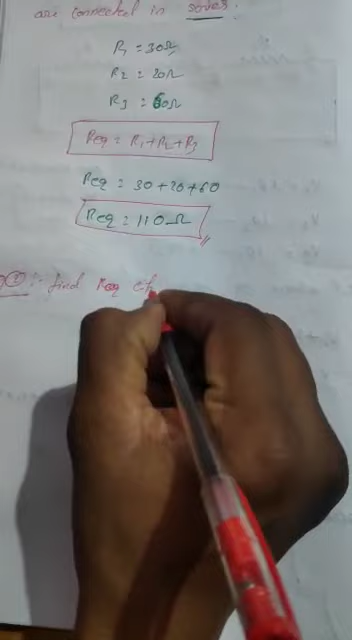 are connected in series.
R1 = 30Ω
R2 = 20Ω
R3 = 60Ω
Req = R1+R2+R3
Req = 30+20+60
Req = 110Ω
Q②:- find Req